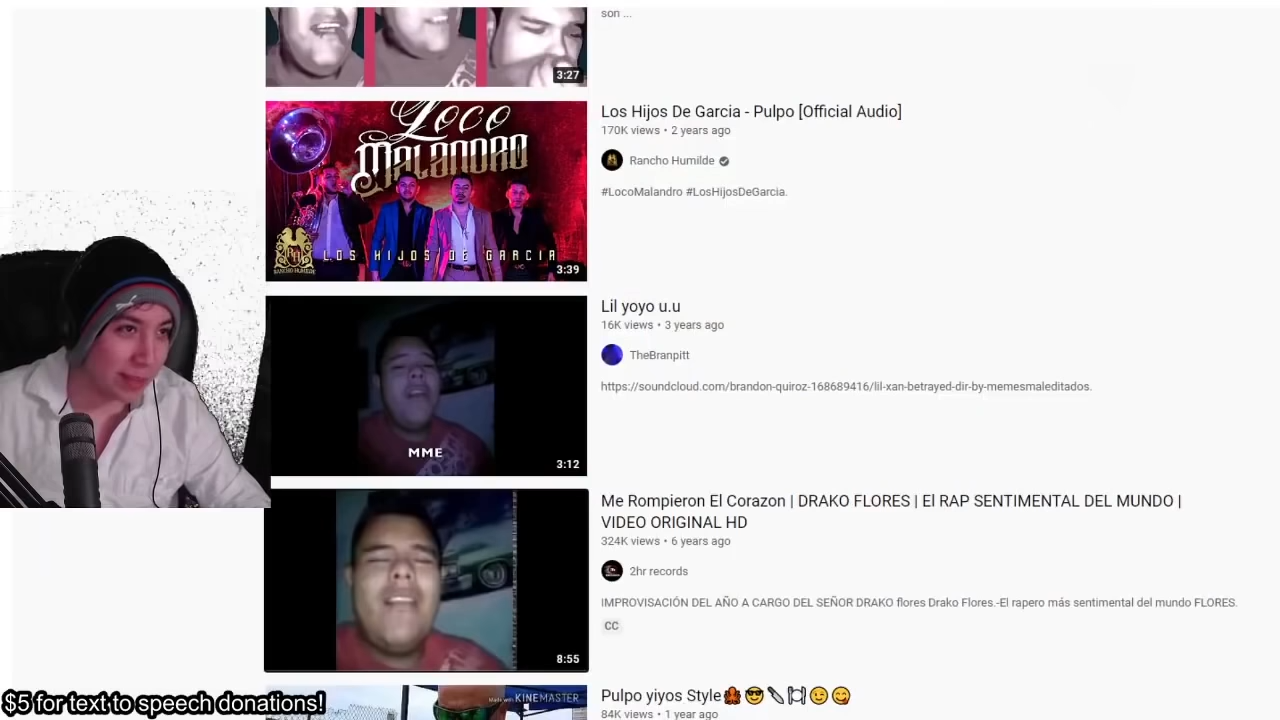 son ...
3:27
Loco
MALANDRO
LOS HIJOS DE GARCIA
RANCHO HUMILDE
3:39
Los Hijos De Garcia - Pulpo [Official Audio]
170K views • 2 years ago
Rancho Humilde
#LocoMalandro #LosHijosDeGarcia.
MME
3:12
Lil yoyo u.u
16K views • 3 years ago
TheBranpitt
https://soundcloud.com/brandon-quiroz-168689416/lil-xan-betrayed-dir-by-memesmaleditados.
8:55
Me Rompieron El Corazon | DRAKO FLORES | El RAP SENTIMENTAL DEL MUNDO |
VIDEO ORIGINAL HD
324K views • 6 years ago
2hr records
IMPROVISACIÓN DEL AÑO A CARGO DEL SEÑOR DRAKO flores Drako Flores.-El rapero más sentimental del mundo FLORES.
CC
Made with KINEMASTER
Pulpo yiyos Style
84K views • 1 year ago
$5 for text to speech donations!